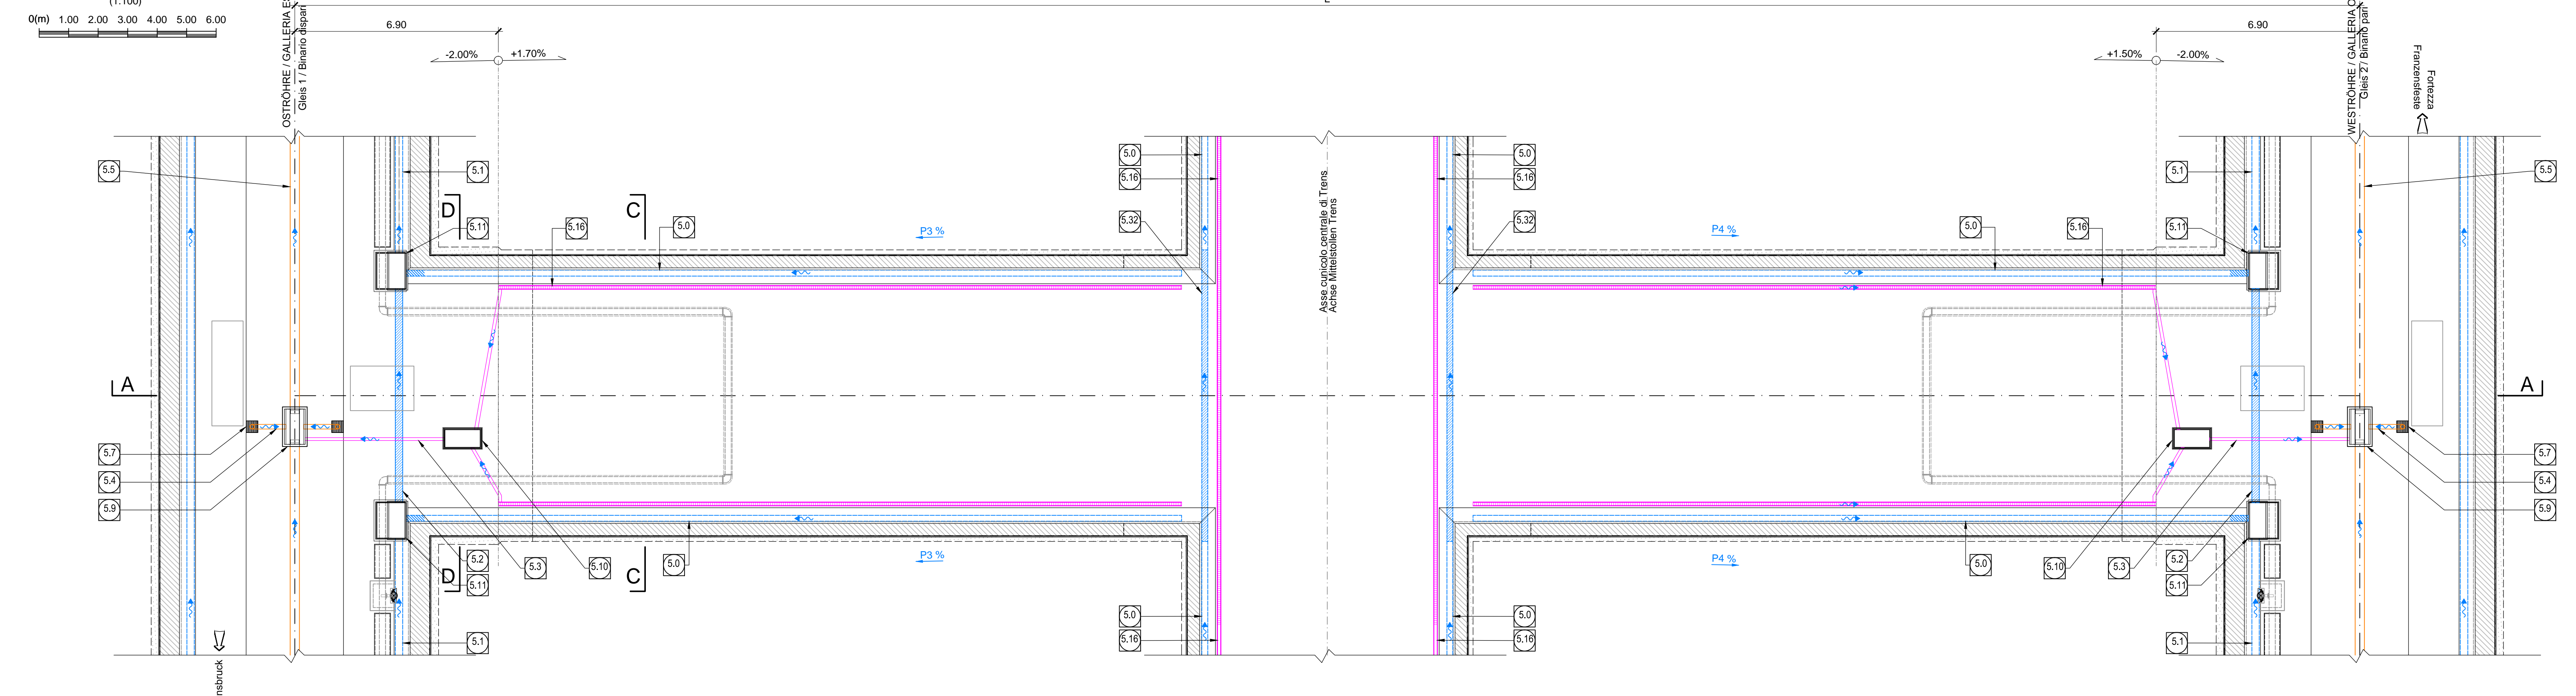 (1:100)
0(m) 1.00 2.00 3.00 4.00 5.00 6.00
6.90
6.90
-2.00% +1.70%
+1.50% -2.00%
OSTRÖHRE / GALLERIA
Gleis 1 / Binario dispari
WESTRÖHRE / GALLERIA
Gleis 2 / Binario pari
Fortezza
Franzensfeste
Asse cunicolo centrale di Trens
Achse Mittelstollen Trens
5.5
5.1
5.0
5.16
5.0
5.16
5.1
5.5
D
C
5.11
5.16
5.0
5.32
5.32
5.0
5.16
5.11
P3 %
P4 %
A
A
5.7
5.4
5.9
5.7
5.4
5.9
D
C
5.2
5.11
5.3
5.10
5.0
P3 %
P4 %
5.0
5.10
5.3
5.2
5.11
5.1
5.0
5.16
5.0
5.16
5.1
nsbruck